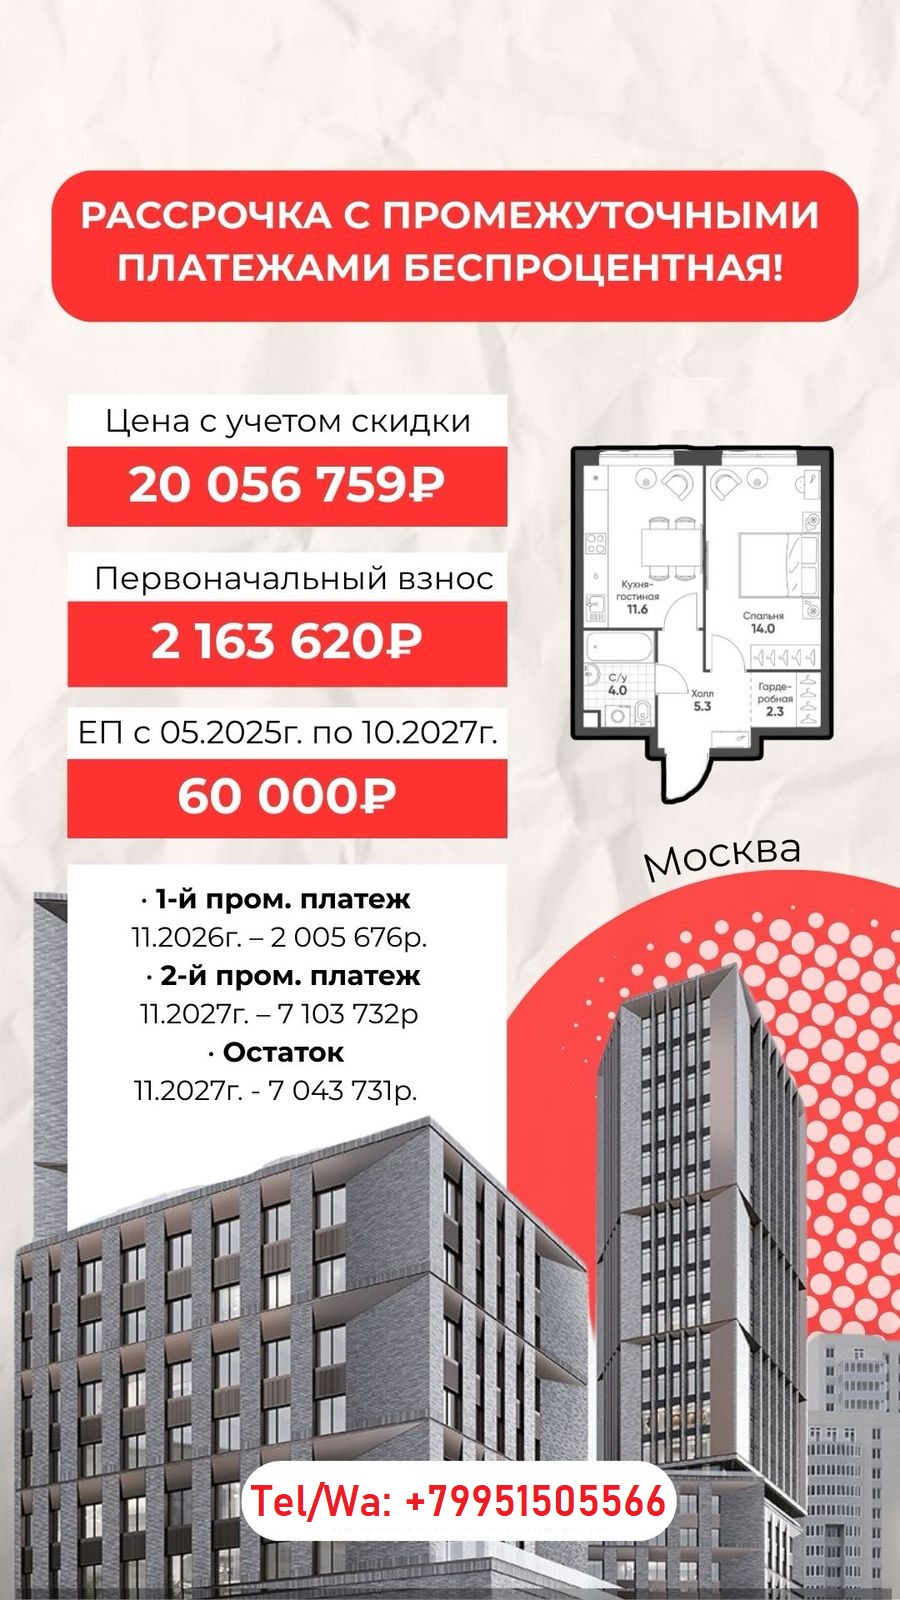 РАССРОЧКА С ПРОМЕЖУТОЧНЫМИ
ПЛАТЕЖАМИ БЕСПРОЦЕНТНАЯ!
Цена с учетом скидки
20 056 759₽
Первоначальный взнос
2 163 620₽
ЕП с 05.2025г. по 10.2027г.
60 000₽
· 1-й пром. платеж
11.2026г. – 2 005 676р.
· 2-й пром. платеж
11.2027г. – 7 103 732р
· Остаток
11.2027г. - 7 043 731р.
Кухня-
гостиная
11.6
Спальня
14.0
С/у
4.0
Холл
5.3
Гарде-
робная
2.3
Москва
Tel/Wa: +79951505566